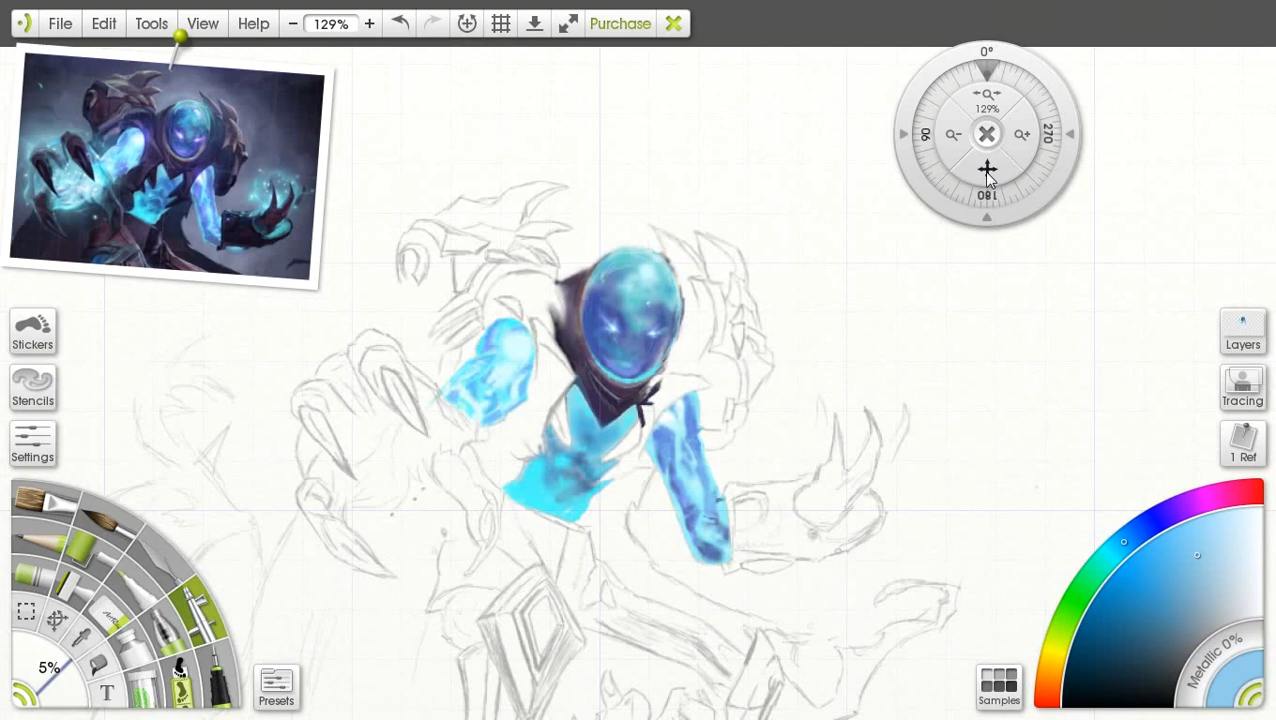 File Edit Tools View Help − 129% + Purchase
0°
129%
90
270
180
Stickers
Stencils
Settings
Layers
Tracing
1 Ref
5%
T
Presets
Samples
Metallic 0%